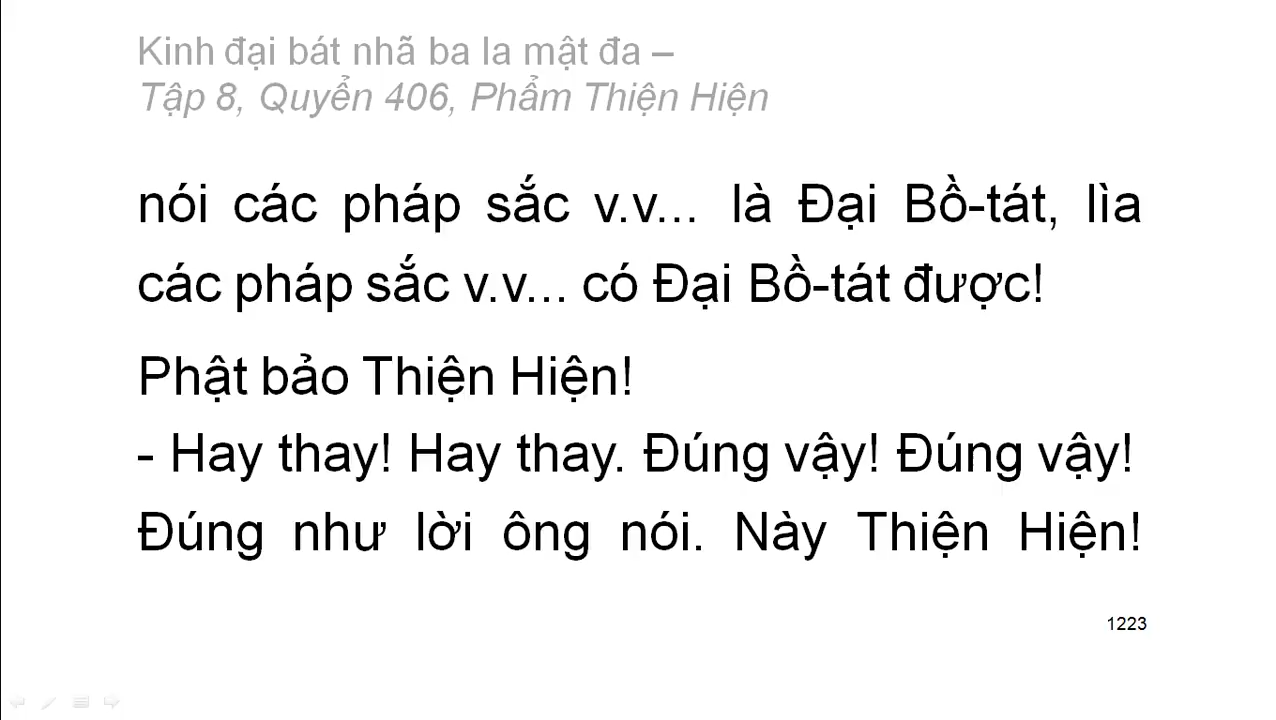 Kinh đại bát nhã ba la mật đa –
Tập 8, Quyển 406, Phẩm Thiện Hiện
nói các pháp sắc v.v... là Đại Bồ-tát, lìa
các pháp sắc v.v... có Đại Bồ-tát được!
Phật bảo Thiện Hiện!
- Hay thay! Hay thay. Đúng vậy! Đúng vậy!
Đúng như lời ông nói. Này Thiện Hiện!
1223